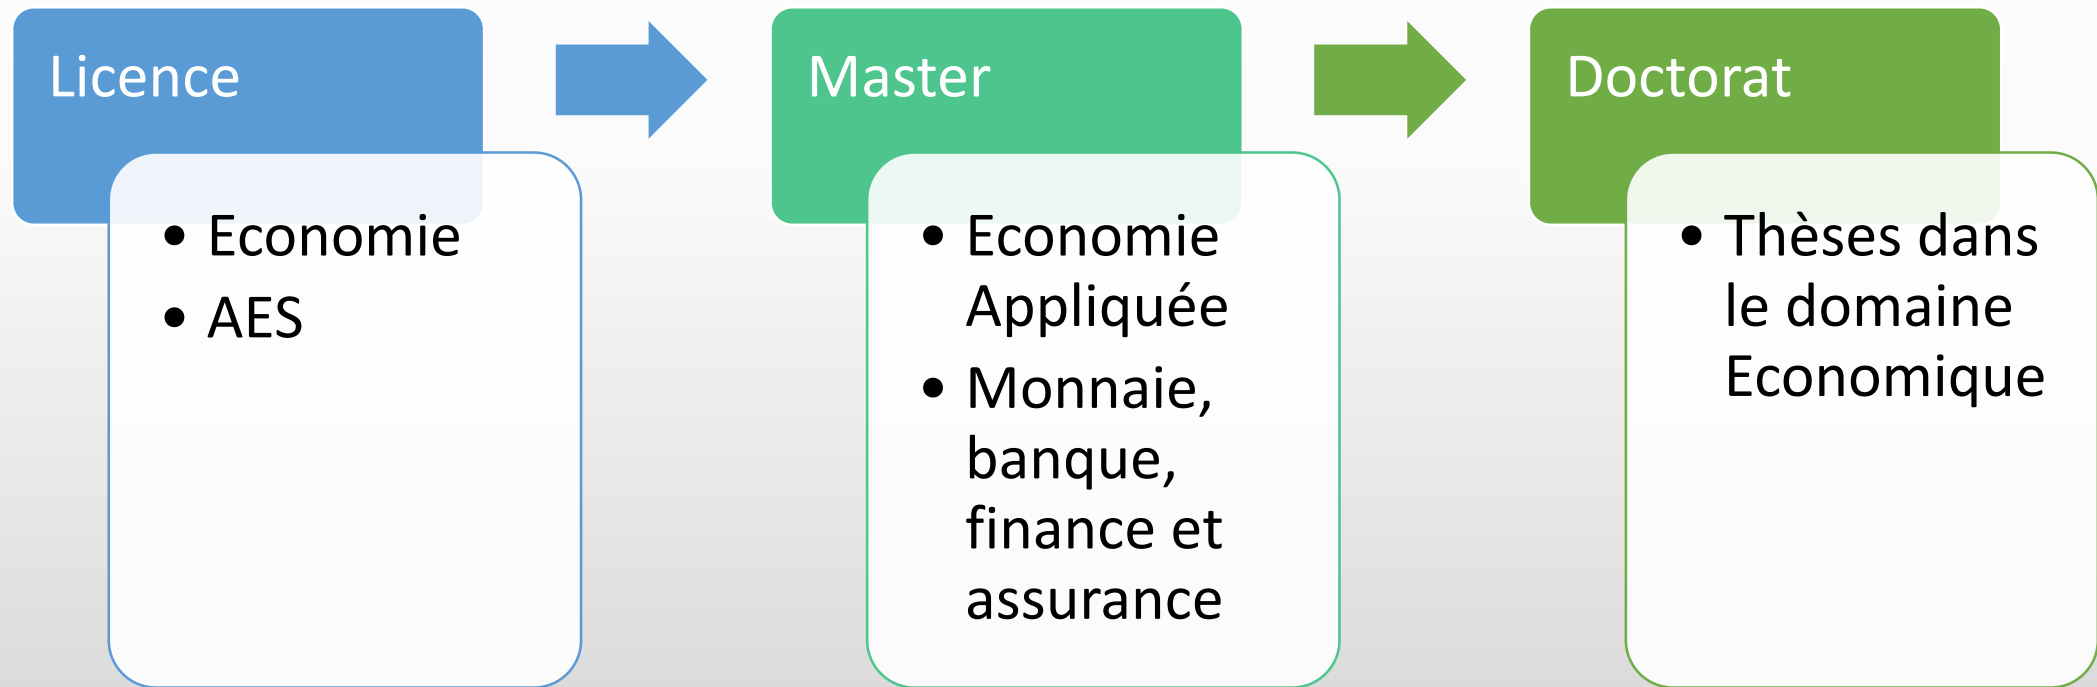 Licence
• Economie
• AES
Master
• Economie
Appliquée
• Monnaie,
banque,
finance et
assurance
Doctorat
• Thèses dans
le domaine
Economique